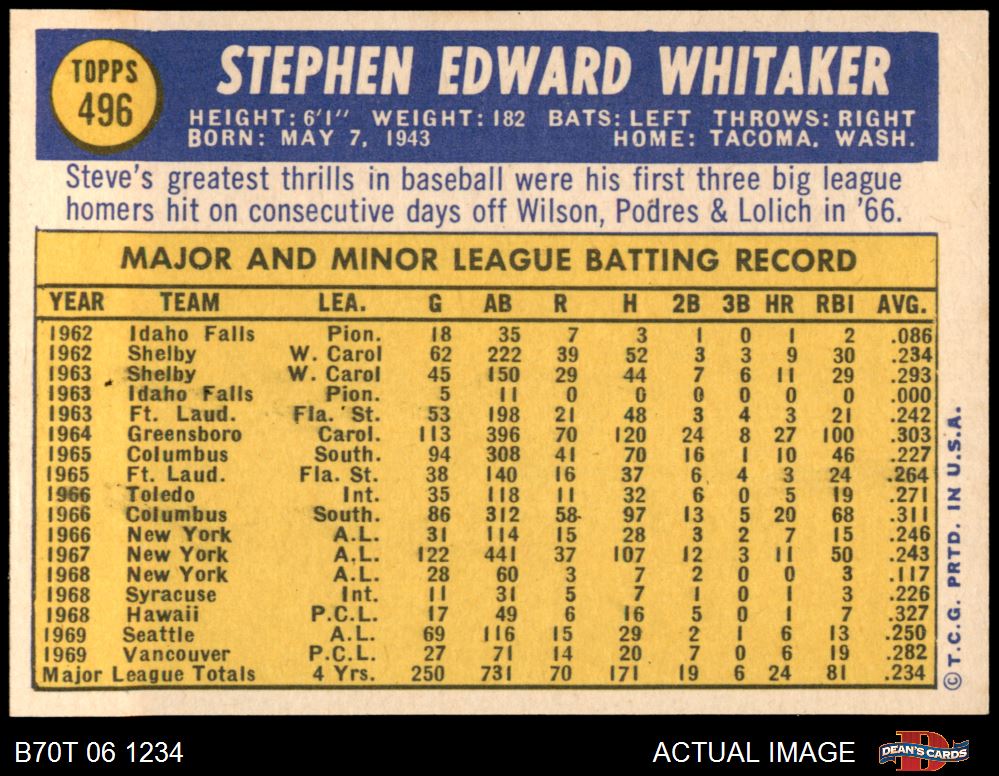 TOPPS
496
STEPHEN EDWARD WHITAKER
HEIGHT: 6'1" WEIGHT: 182 BATS: LEFT THROWS: RIGHT
BORN: MAY 7, 1943 HOME: TACOMA, WASH.
Steve's greatest thrills in baseball were his first three big league
homers hit on consecutive days off Wilson, Podres & Lolich in '66.
MAJOR AND MINOR LEAGUE BATTING RECORD
YEAR TEAM LEA. G AB R H 2B 3B HR RBI AVG.
1962 Idaho Falls Pion. 18 35 7 3 1 0 1 2 .086
1962 Shelby W. Carol 62 222 39 52 3 3 9 30 .234
1963 Shelby W. Carol 45 150 29 44 7 6 11 29 .293
1963 Idaho Falls Pion. 5 11 0 0 0 0 0 0 .000
1963 Ft. Laud. Fla. St. 53 198 21 48 3 4 3 21 .242
1964 Greensboro Carol. 113 396 70 120 24 8 27 100 .303
1965 Columbus South. 94 308 41 70 16 1 10 46 .227
1965 Ft. Laud. Fla. St. 38 140 16 37 6 4 3 24 .264
1966 Toledo Int. 35 118 11 32 6 0 5 19 .271
1966 Columbus South. 86 312 58 97 13 5 20 68 .311
1966 New York A.L. 31 114 15 28 3 2 7 15 .246
1967 New York A.L. 122 441 37 107 12 3 11 50 .243
1968 New York A.L. 28 60 3 7 2 0 0 3 .117
1968 Syracuse Int. 11 31 5 7 1 0 1 3 .226
1968 Hawaii P.C.L. 17 49 6 16 5 0 1 7 .327
1969 Seattle A.L. 69 116 15 29 2 1 6 13 .250
1969 Vancouver P.C.L. 27 71 14 20 7 0 6 19 .282
Major League Totals 4 Yrs. 250 731 70 171 19 6 24 81 .234
© T.C.G. PRTD. IN U.S.A.
B70T 06 1234 ACTUAL IMAGE
DEAN'S CARDS